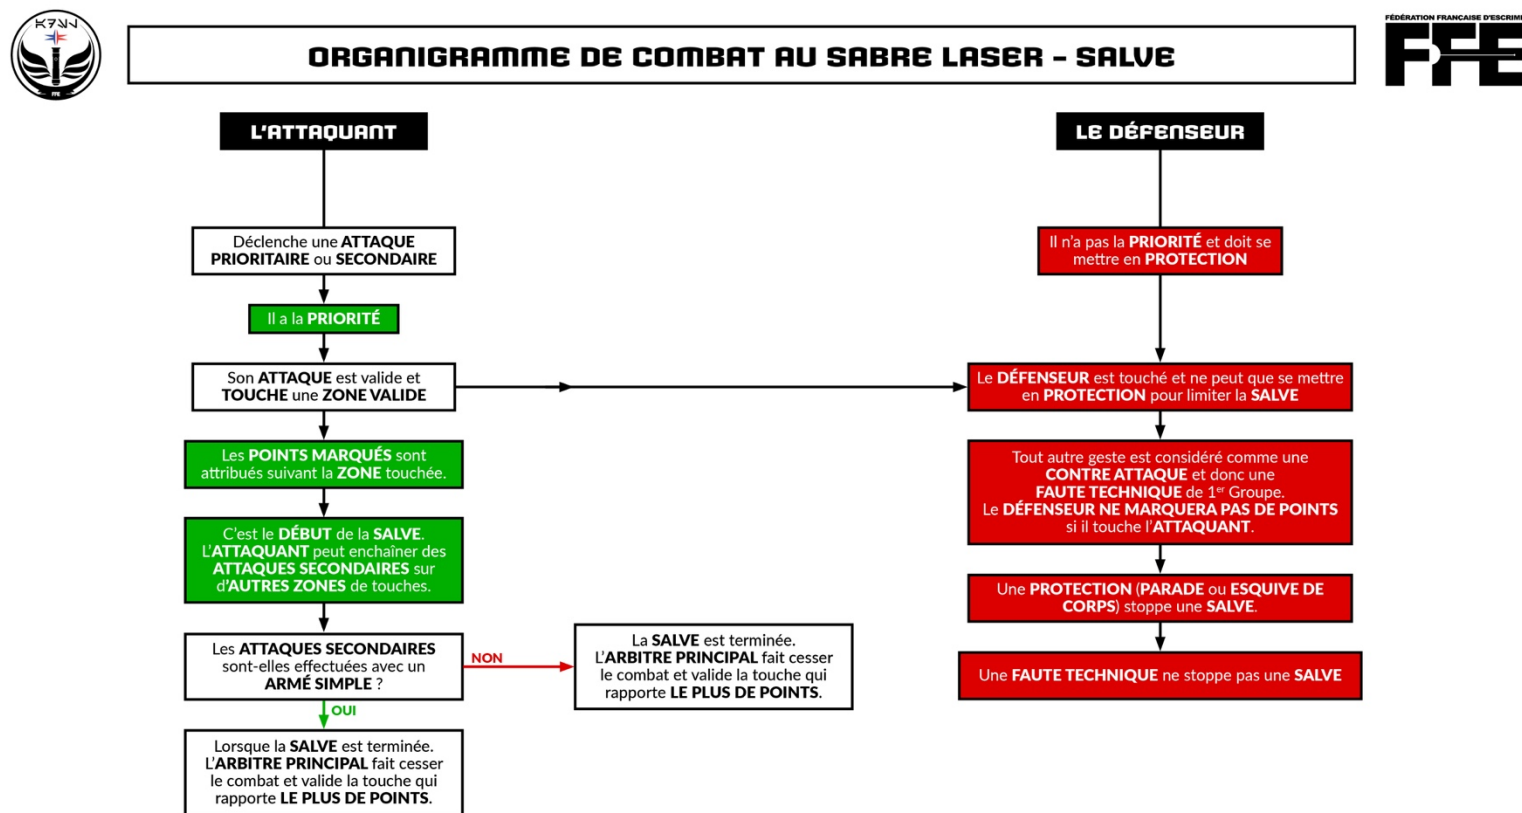 ORGANIGRAMME DE COMBAT AU SABRE LASER - SALVE
FÉDÉRATION FRANÇAISE D'ESCRIME
FFE
FFE
L'ATTAQUANT
Déclenche une ATTAQUE
PRIORITAIRE ou SECONDAIRE
Il a la PRIORITÉ
Son ATTAQUE est valide et
TOUCHE une ZONE VALIDE
Les POINTS MARQUÉS sont
attribués suivant la ZONE touchée.
C'est le DÉBUT de la SALVE.
L'ATTAQUANT peut enchaîner des
ATTAQUES SECONDAIRES sur
d'AUTRES ZONES de touches.
Les ATTAQUES SECONDAIRES
sont-elles effectuées avec un
ARMÉ SIMPLE ?
NON
La SALVE est terminée.
L'ARBITRE PRINCIPAL fait cesser
le combat et valide la touche qui
rapporte LE PLUS DE POINTS.
OUI
Lorsque la SALVE est terminée.
L'ARBITRE PRINCIPAL fait cesser
le combat et valide la touche qui
rapporte LE PLUS DE POINTS.
LE DÉFENSEUR
Il n'a pas la PRIORITÉ et doit se
mettre en PROTECTION
Le DÉFENSEUR est touché et ne peut que se mettre
en PROTECTION pour limiter la SALVE
Tout autre geste est considéré comme une
CONTRE ATTAQUE et donc une
FAUTE TECHNIQUE de 1er Groupe.
Le DÉFENSEUR NE MARQUERA PAS DE POINTS
si il touche l'ATTAQUANT.
Une PROTECTION (PARADE ou ESQUIVE DE
CORPS) stoppe une SALVE.
Une FAUTE TECHNIQUE ne stoppe pas une SALVE